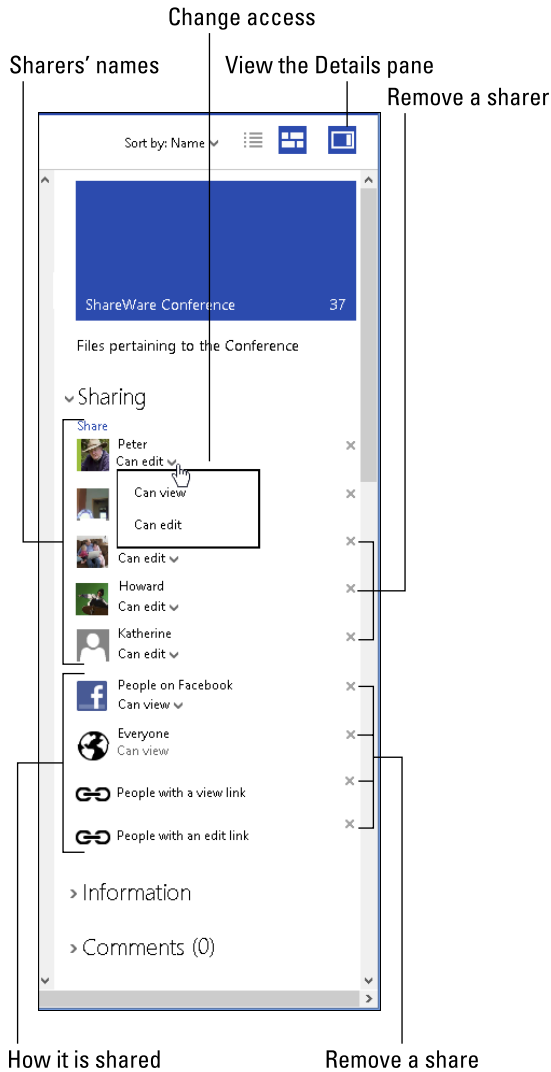 Change access
Sharers' names
View the Details pane
Remove a sharer
Sort by: Name
ShareWare Conference 37
Files pertaining to the Conference
Sharing
Share
Peter
Can edit
Can view
Can edit
Can edit
Howard
Can edit
Katherine
Can edit
People on Facebook
Can view
Everyone
Can view
People with a view link
People with an edit link
Information
Comments (0)
How it is shared
Remove a share